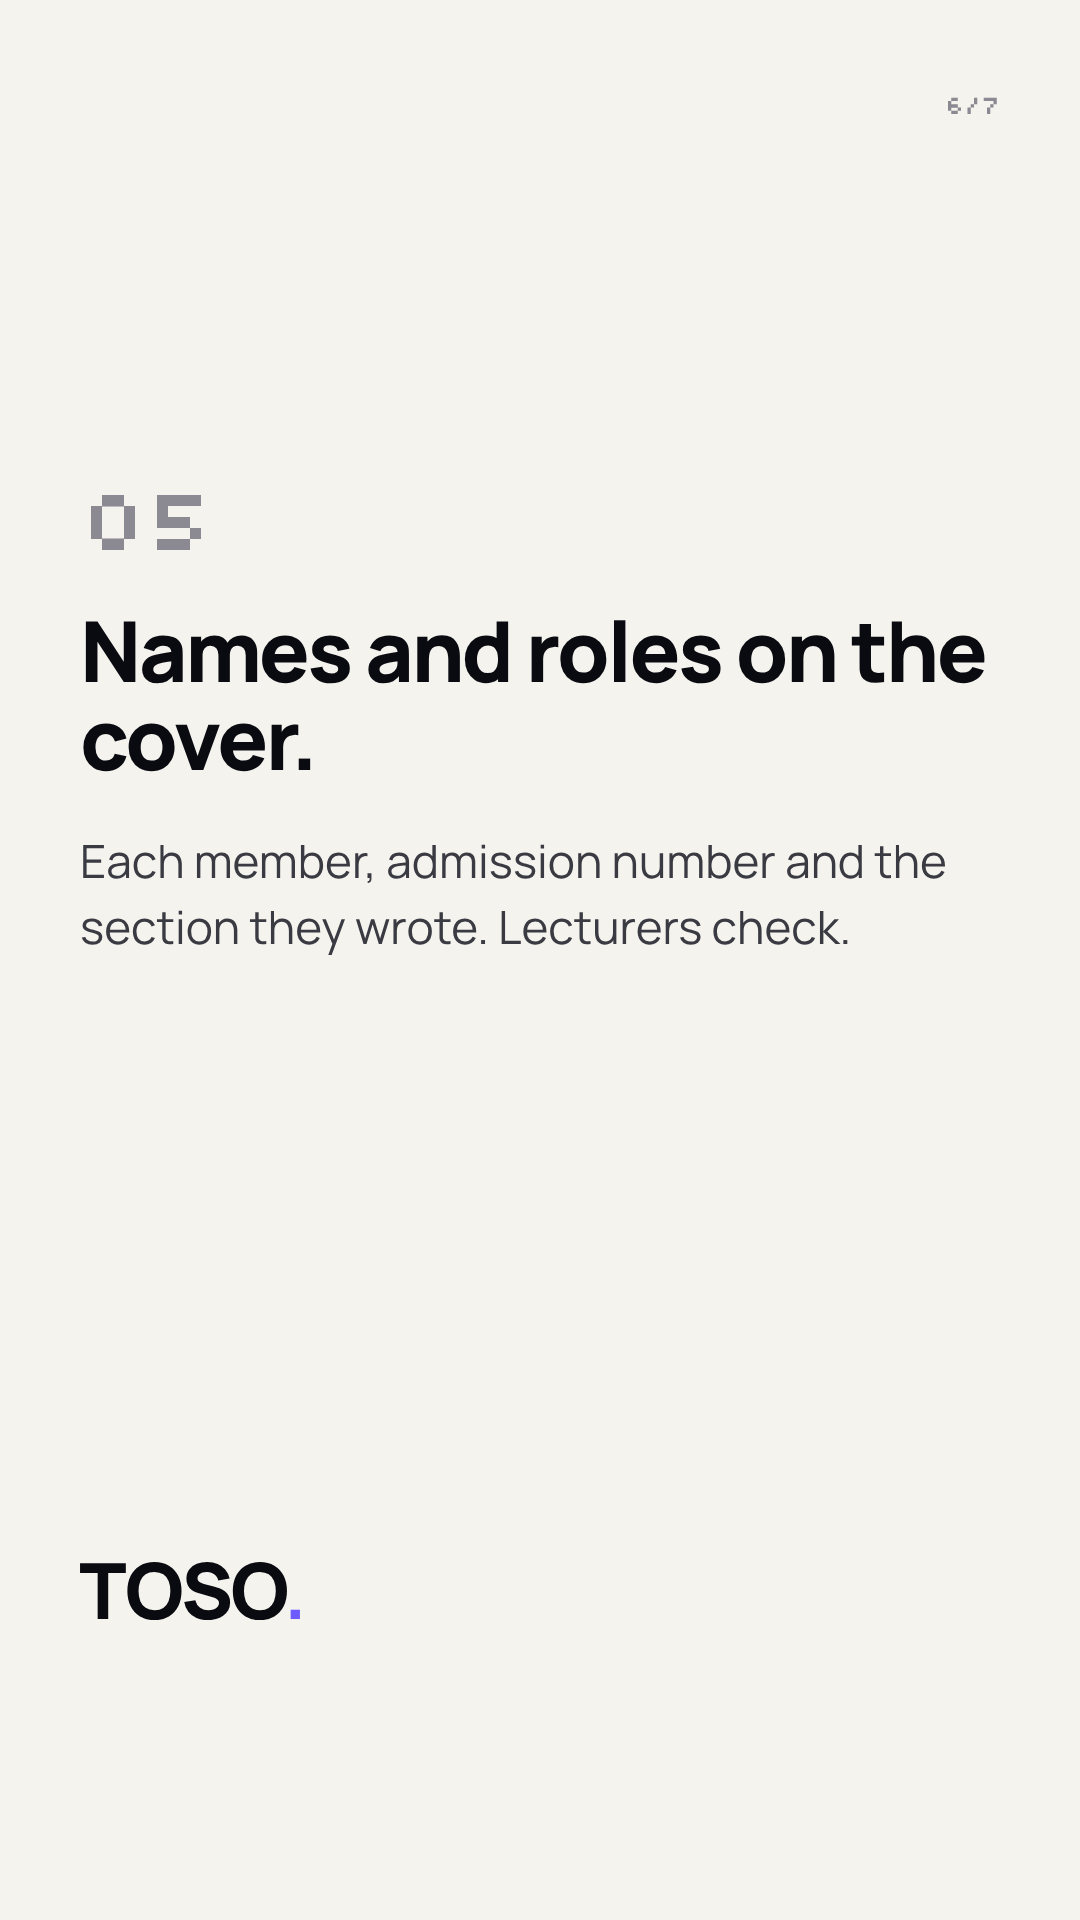 6/7
05
Names and roles on the
cover.
Each member, admission number and the
section they wrote. Lecturers check.
TOSO.